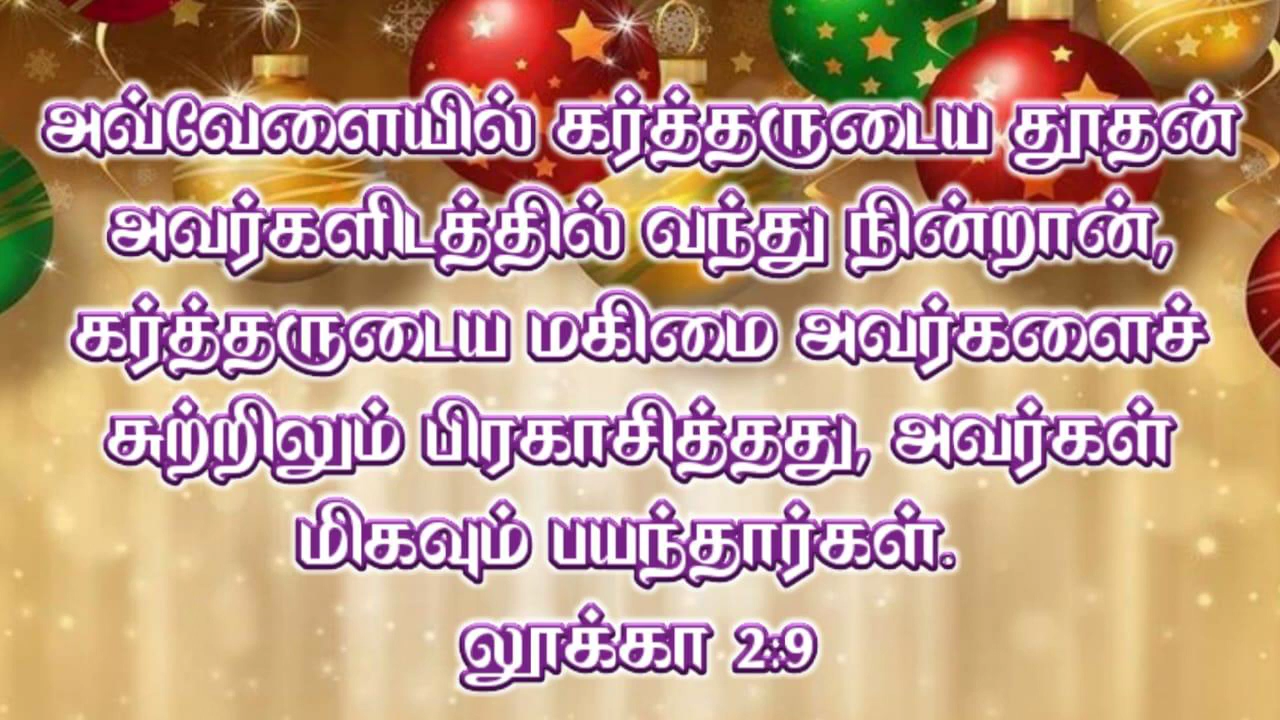 அவ்வேளையில் கர்த்தருடைய தூதன்
அவர்களிடத்தில் வந்து நின்றான்,
கர்த்தருடைய மகிமை அவர்களைச்
சுற்றிலும் பிரகாசித்தது, அவர்கள்
மிகவும் பயந்தார்கள்.
லூக்கா 2:9